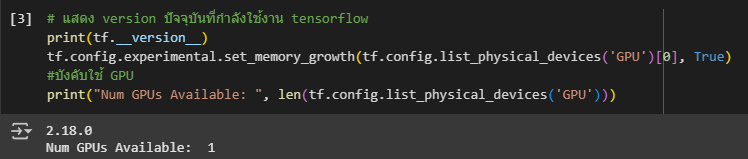 [3] # แสดง version ปัจจุบันที่กำลังใช้งาน tensorflow
print(tf.__version__)
tf.config.experimental.set_memory_growth(tf.config.list_physical_devices('GPU')[0], True)
#บังคับใช้ GPU
print("Num GPUs Available: ", len(tf.config.list_physical_devices('GPU')))
2.18.0
Num GPUs Available:  1